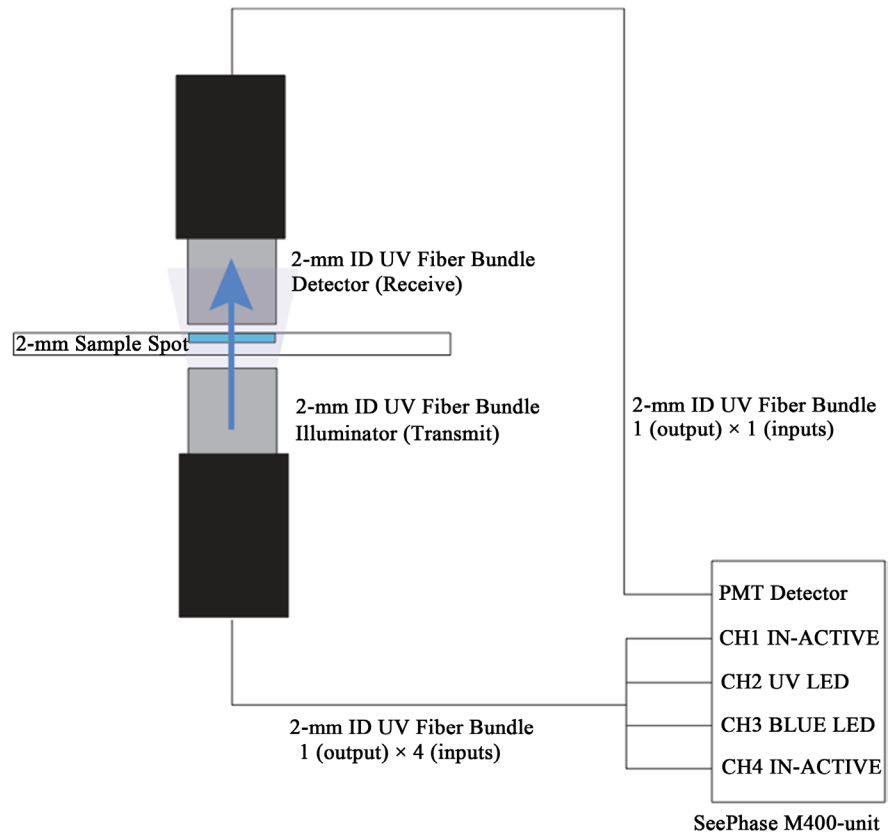 2-mm ID UV Fiber Bundle
Detector (Receive)
2-mm Sample Spot
2-mm ID UV Fiber Bundle
Illuminator (Transmit)
2-mm ID UV Fiber Bundle
1 (output) × 1 (inputs)
PMT Detector
CH1 IN-ACTIVE
CH2 UV LED
CH3 BLUE LED
CH4 IN-ACTIVE
2-mm ID UV Fiber Bundle
1 (output) × 4 (inputs)
SeePhase M400-unit